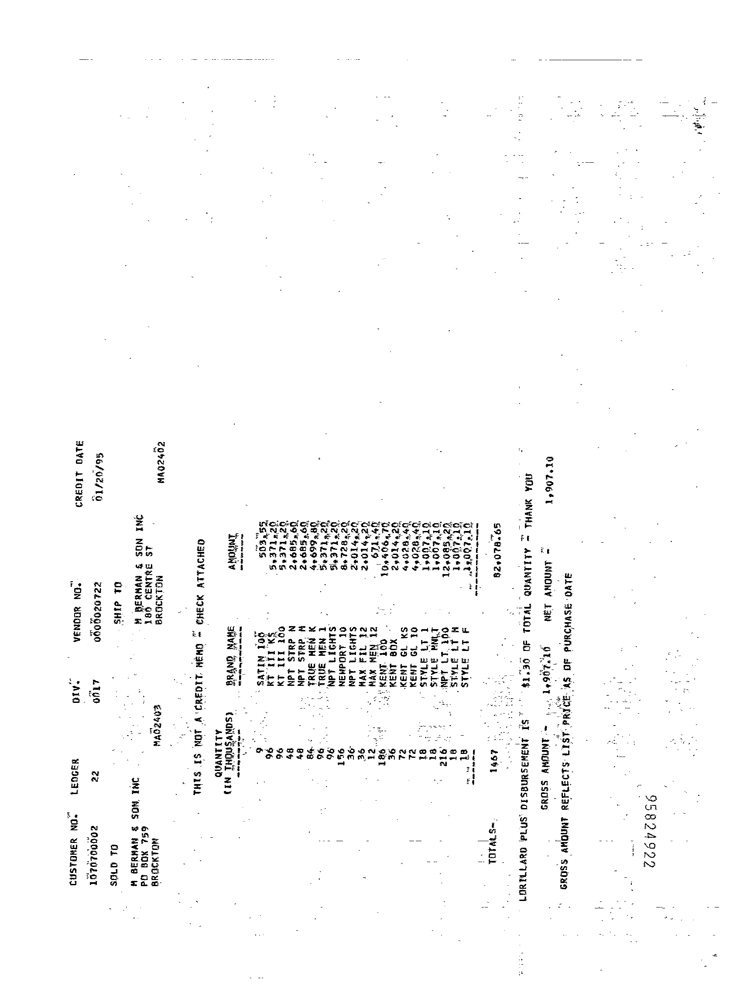 CUSTOMER NO. LEDGER DIV. VENDOR NO. CREDIT DATE
1070700002 22 0017 0000020722 01/20/95
SOLD TO SHIP TO
M BERMAN & SON INC M BERMAN & SON INC
PO BOX 759 180 CENTRE ST
BROCKTON MA02403 BROCKTON MA02402
THIS IS NOT A CREDIT MEMO - CHECK ATTACHED
QUANTITY
(IN THOUSANDS) BRAND NAME AMOUNT
9 SATIN 100 503.55
96 KT III KS 5,371.20
96 KT III 100 5,371.20
48 NPT STRP N 2,685.60
48 NPT STRP M 2,685.60
84 TRUE MEN K 4,699.80
96 TRUE MEN 1 5,371.20
96 NPT LIGHTS 5,371.20
156 NEWPORT 10 8,728.20
36 NPT LIGHTS 2,014.20
36 MAX FIL 12 2,014.20
12 MAX MEN 12 671.40
186 KENT 100 10,406.70
36 KENT BOX 2,014.20
72 KENT GL KS 4,028.40
72 KENT GL 10 4,028.40
18 STYLE LT 1 1,007.10
18 STYLE MNLT 1,007.10
216 NPT LT 100 12,085.20
18 STYLE LT M 1,007.10
18 STYLE LT F 1,007.10
TOTALS- 1467 82,078.65
LORILLARD PLUS DISBURSEMENT IS $1.30 OF TOTAL QUANTITY - THANK YOU
GROSS AMOUNT - 1,907.10 NET AMOUNT - 1,907.10
GROSS AMOUNT REFLECTS LIST PRICE AS OF PURCHASE DATE
95824922